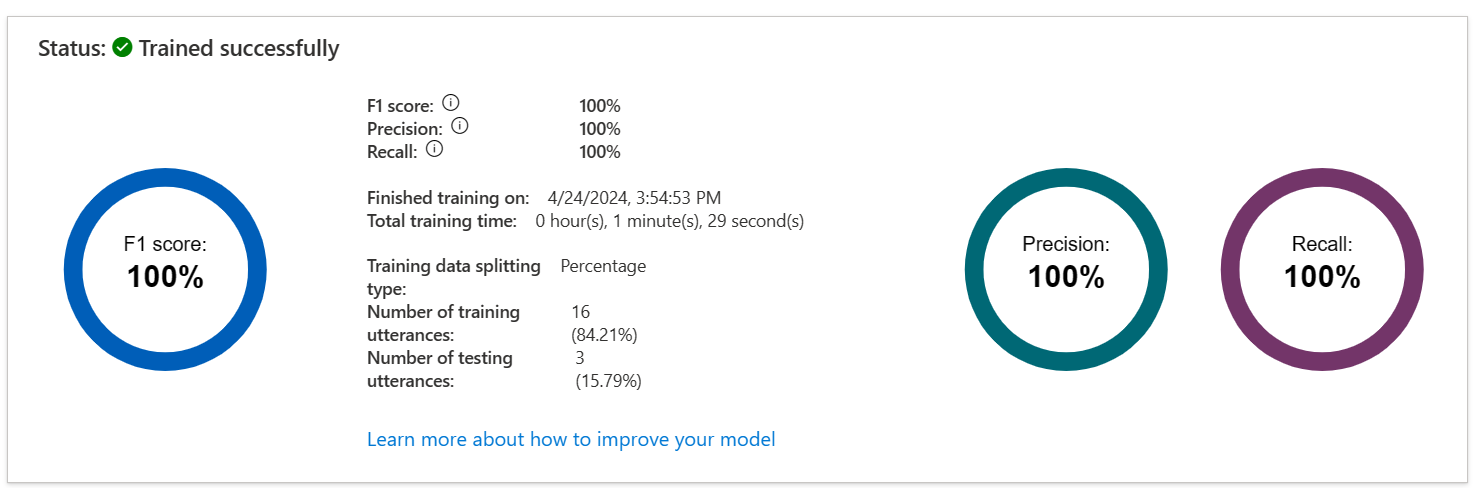 Status: Trained successfully
F1 score:
100%
F1 score: 100%
Precision: 100%
Recall: 100%
Finished training on: 4/24/2024, 3:54:53 PM
Total training time: 0 hour(s), 1 minute(s), 29 second(s)
Training data splitting Percentage
type:
Number of training 16
utterances: (84.21%)
Number of testing 3
utterances: (15.79%)
Learn more about how to improve your model
Precision:
100%
Recall:
100%